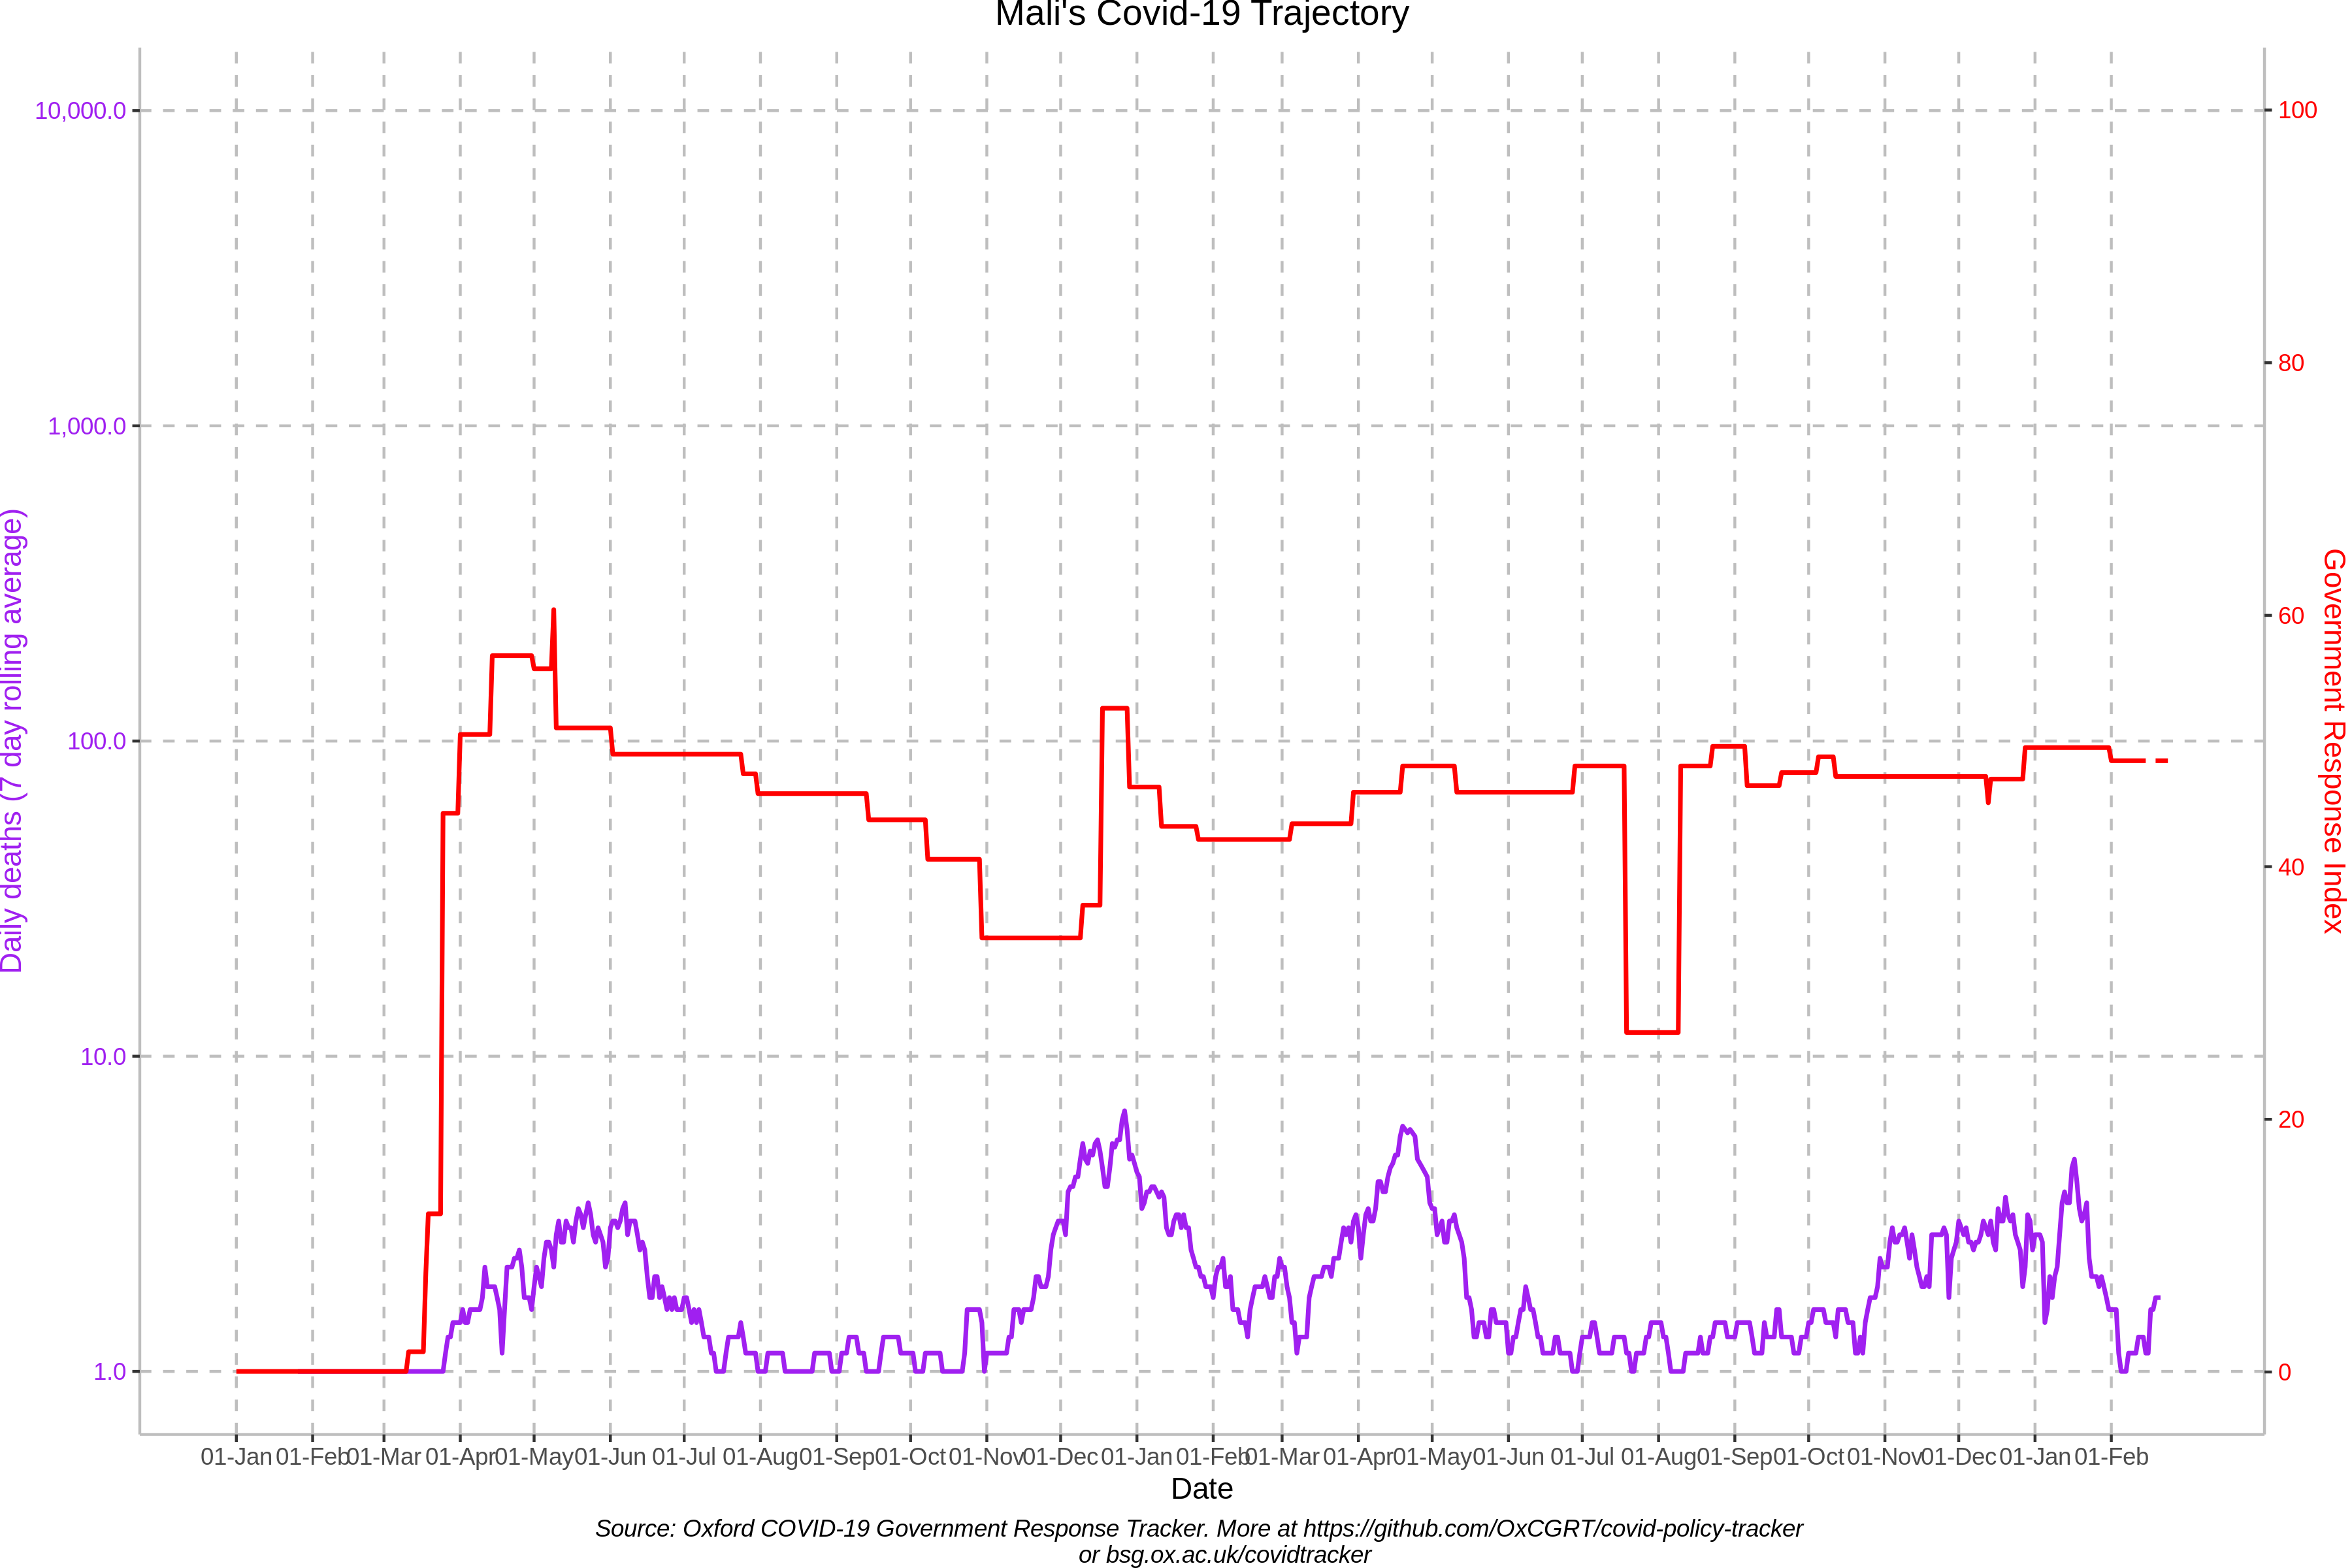 Mali's Covid-19 Trajectory
10,000.0
1,000.0
100.0
10.0
1.0
Daily deaths (7 day rolling average)
100
80
60
40
20
0
Government Response Index
01-Jan 01-Feb 01-Mar 01-Apr 01-May 01-Jun 01-Jul 01-Aug 01-Sep 01-Oct 01-Nov 01-Dec 01-Jan 01-Feb 01-Mar 01-Apr 01-May 01-Jun 01-Jul 01-Aug 01-Sep 01-Oct 01-Nov 01-Dec 01-Jan 01-Feb
Date
Source: Oxford COVID-19 Government Response Tracker. More at https://github.com/OxCGRT/covid-policy-tracker
or bsg.ox.ac.uk/covidtracker